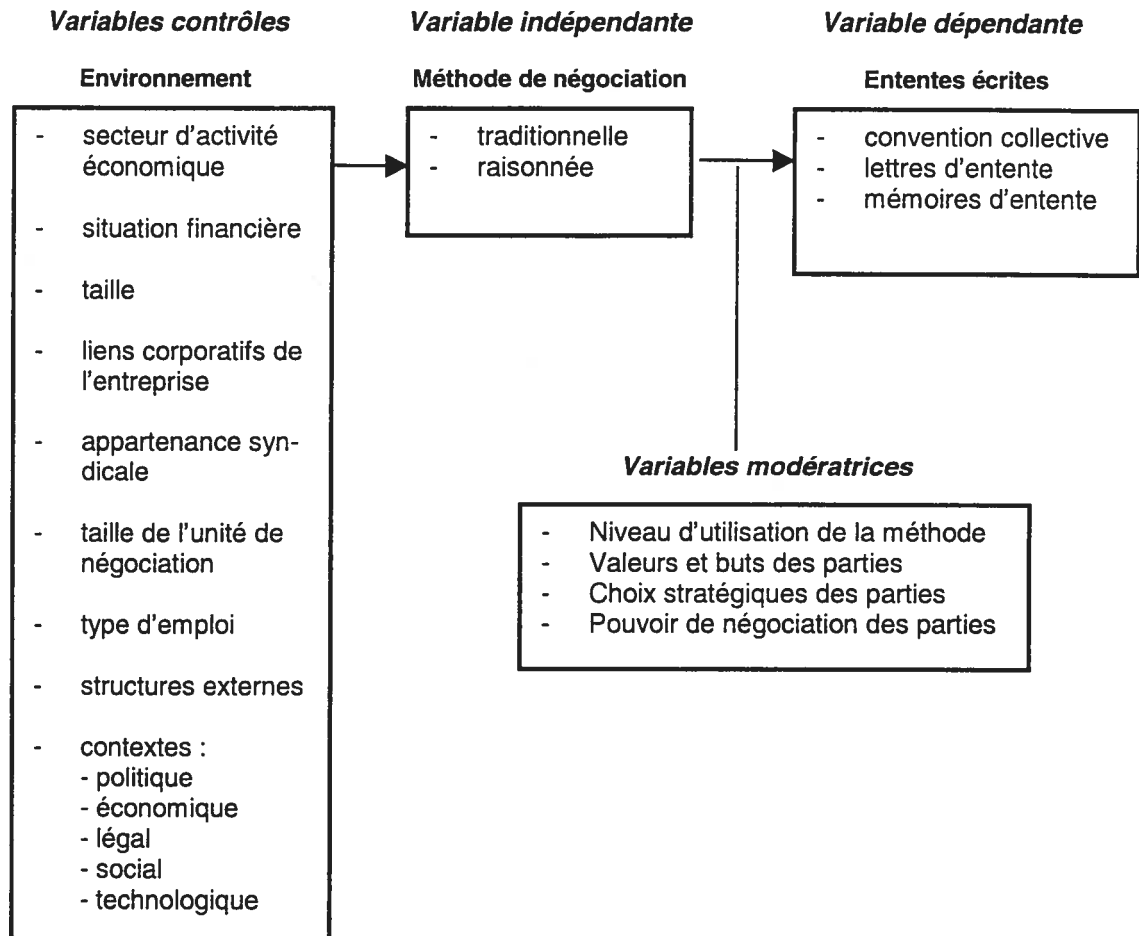 Variables contrôles
Environnement
- secteur d'activité
économique
- situation financière
- taille
- liens corporatifs de
l'entreprise
- appartenance syn-
dicale
- taille de l'unité de
négociation
- type d'emploi
- structures externes
- contextes :
- politique
- économique
- légal
- social
- technologique
Variable indépendante
Méthode de négociation
- traditionnelle
- raisonnée
Variable dépendante
Ententes écrites
- convention collective
- lettres d'entente
- mémoires d'entente
Variables modératrices
- Niveau d'utilisation de la méthode
- Valeurs et buts des parties
- Choix stratégiques des parties
- Pouvoir de négociation des parties